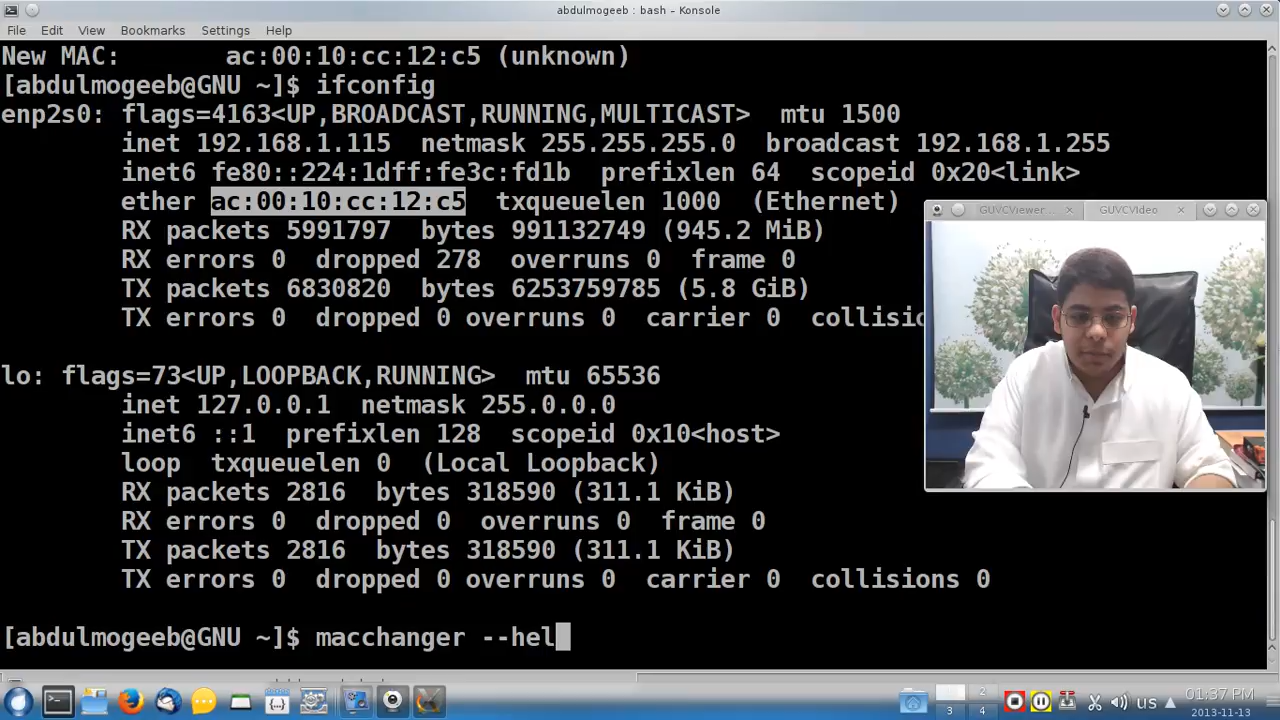 abdulmogeeb : bash – Konsole
File Edit View Bookmarks Settings Help
New MAC: ac:00:10:cc:12:c5 (unknown)
[abdulmogeeb@GNU ~]$ ifconfig
enp2s0: flags=4163<UP,BROADCAST,RUNNING,MULTICAST> mtu 1500
inet 192.168.1.115 netmask 255.255.255.0 broadcast 192.168.1.255
inet6 fe80::224:1dff:fe3c:fd1b prefixlen 64 scopeid 0x20<link>
ether ac:00:10:cc:12:c5 txqueuelen 1000 (Ethernet)
RX packets 5991797 bytes 991132749 (945.2 MiB)
RX errors 0 dropped 278 overruns 0 frame 0
TX packets 6830820 bytes 6253759785 (5.8 GiB)
TX errors 0 dropped 0 overruns 0 carrier 0 collisio
GUVCViewer... GUVCVideo
lo: flags=73<UP,LOOPBACK,RUNNING> mtu 65536
inet 127.0.0.1 netmask 255.0.0.0
inet6 ::1 prefixlen 128 scopeid 0x10<host>
loop txqueuelen 0 (Local Loopback)
RX packets 2816 bytes 318590 (311.1 KiB)
RX errors 0 dropped 0 overruns 0 frame 0
TX packets 2816 bytes 318590 (311.1 KiB)
TX errors 0 dropped 0 overruns 0 carrier 0 collisions 0
[abdulmogeeb@GNU ~]$ macchanger --hel
2
3 4
us
01:37 PM
2013-11-13